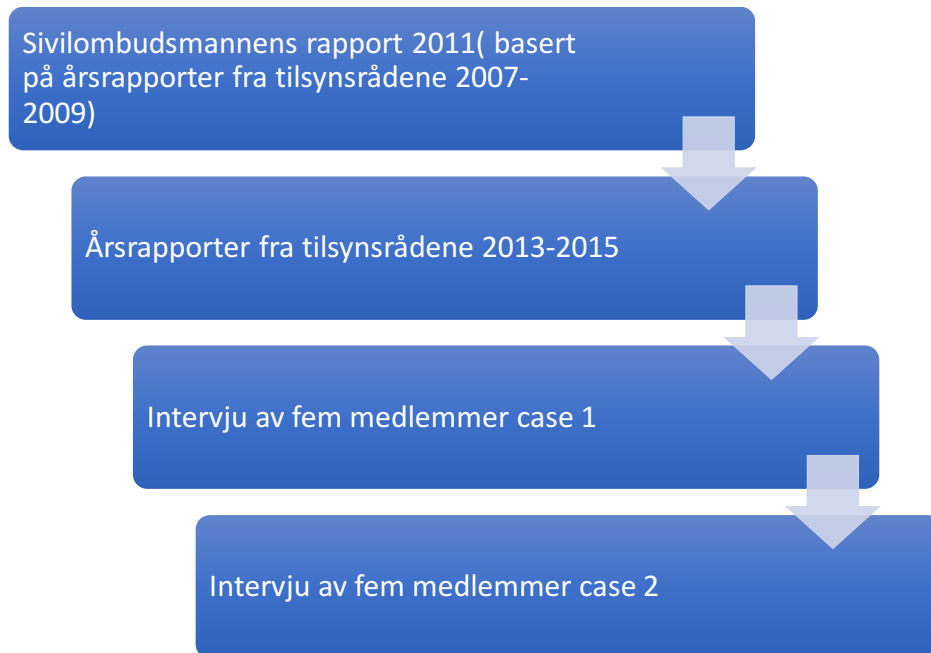 Sivilombudsmannens rapport 2011( basert
på årsrapporter fra tilsynsrådene 2007-
2009)
Årsrapporter fra tilsynsrådene 2013-2015
Intervju av fem medlemmer case 1
Intervju av fem medlemmer case 2